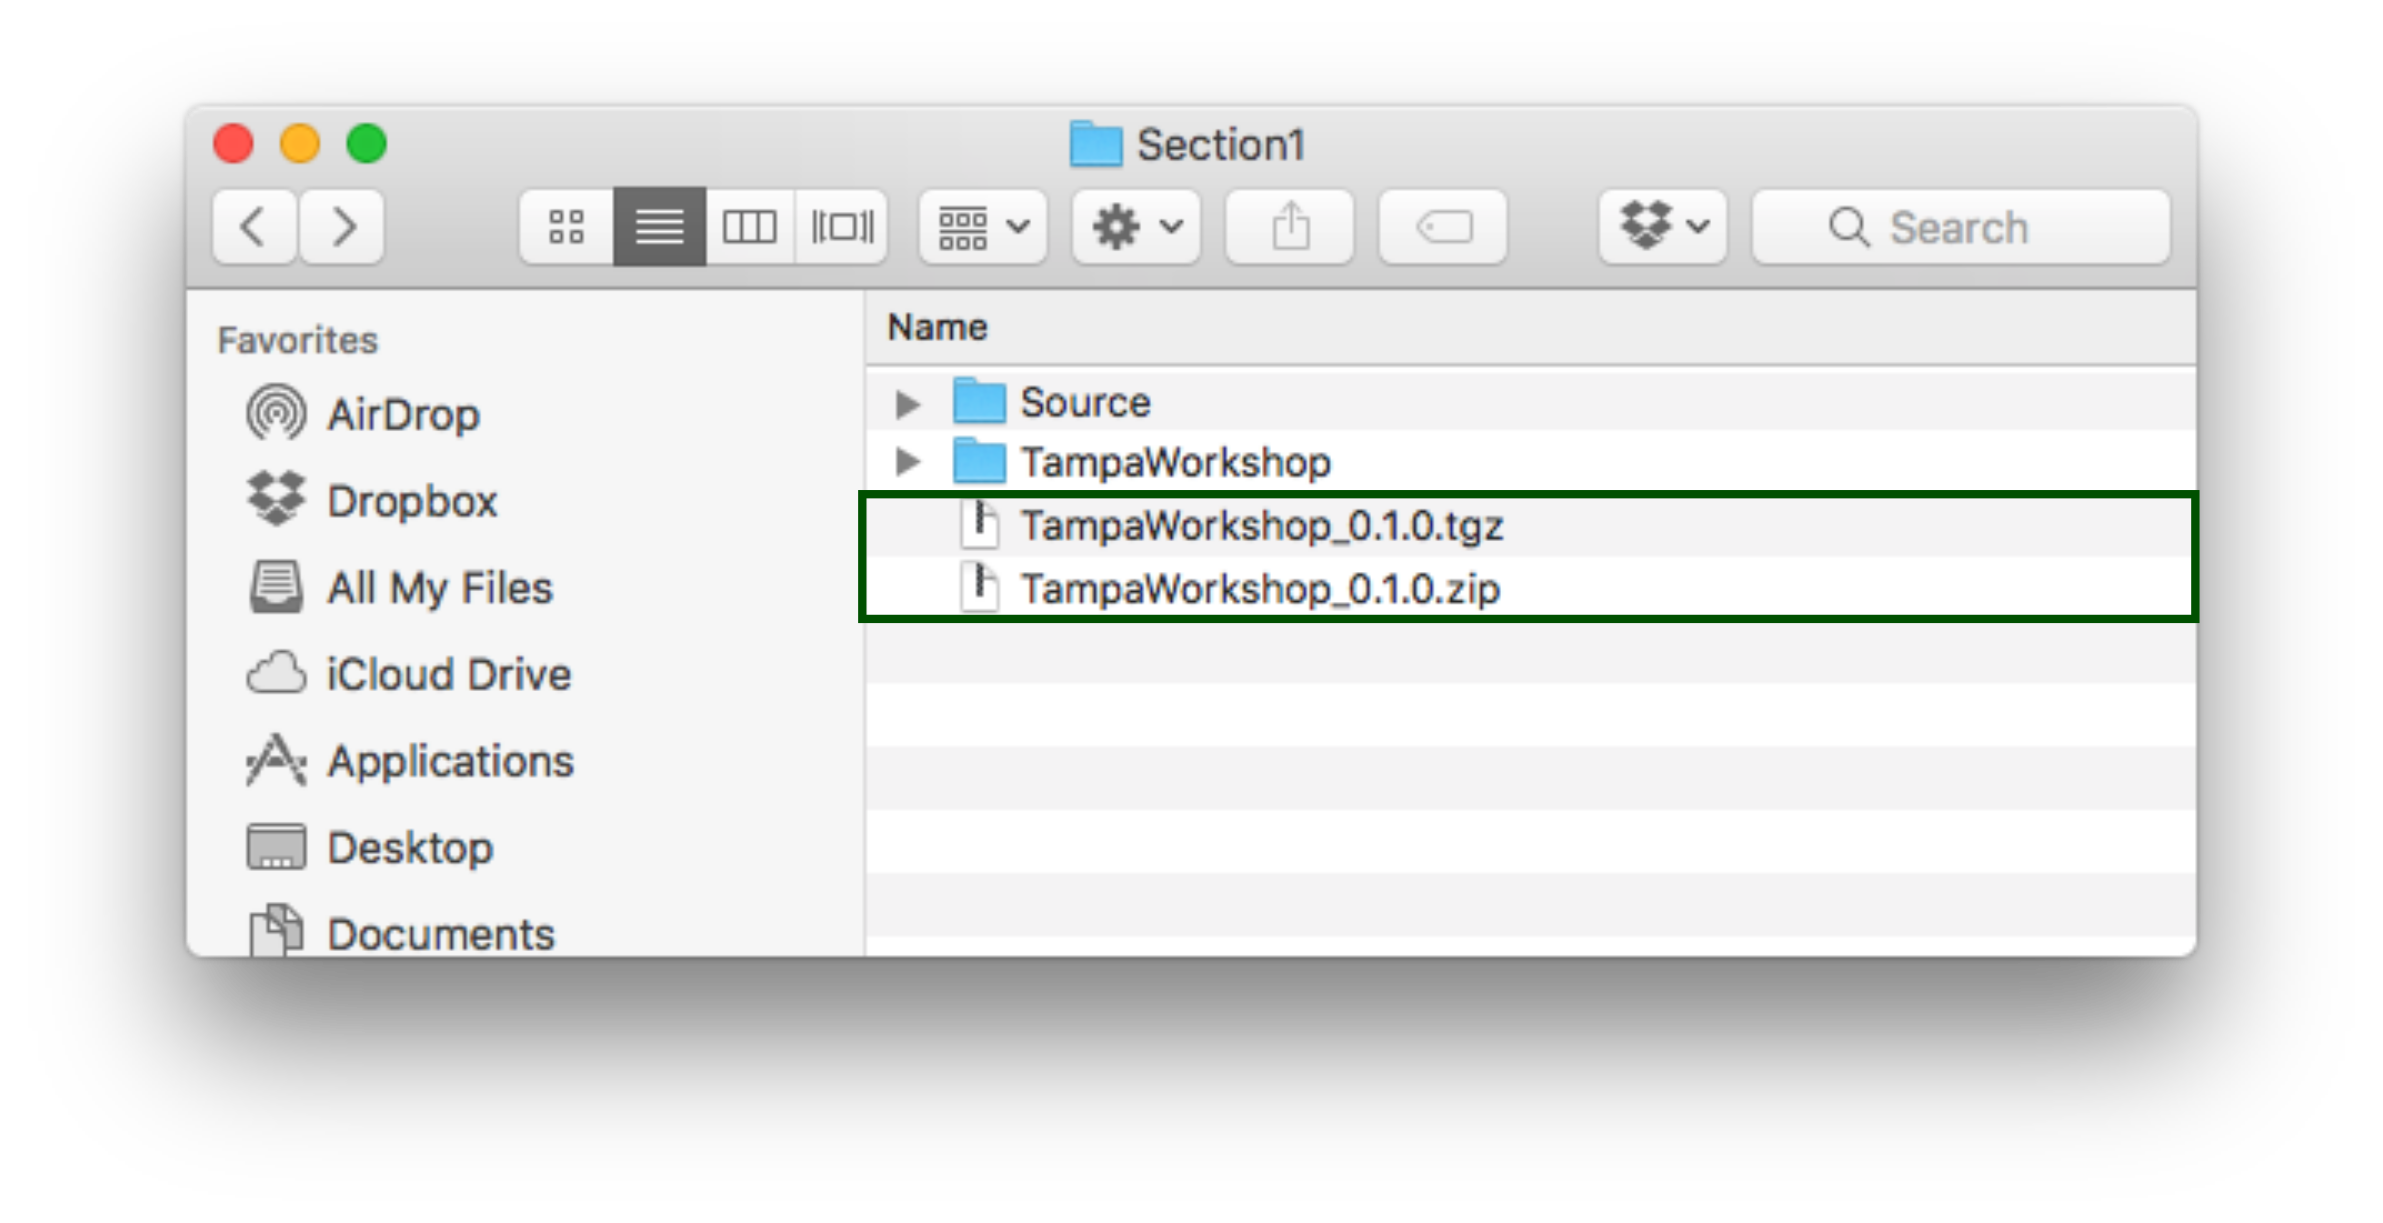 Section1
Search
Favorites
AirDrop
Dropbox
All My Files
iCloud Drive
Applications
Desktop
Documents
Name
Source
TampaWorkshop
TampaWorkshop_0.1.0.tgz
TampaWorkshop_0.1.0.zip